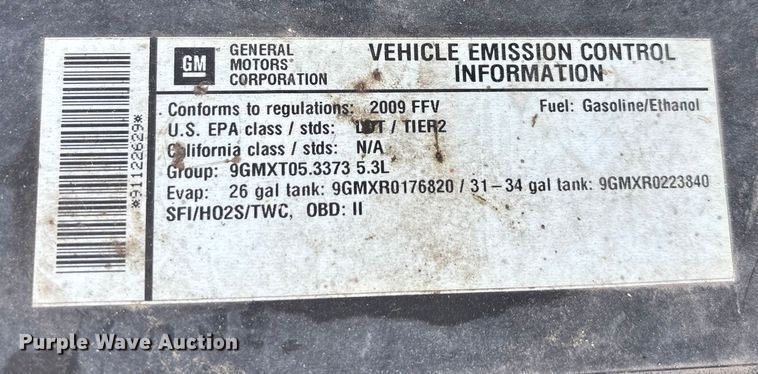 *91122629*
GM
GENERAL
MOTORS
CORPORATION
VEHICLE EMISSION CONTROL
INFORMATION
Conforms to regulations: 2009 FFV Fuel: Gasoline/Ethanol
U.S. EPA class / stds: LDT / TIER2
California class / stds: N/A
Group: 9GMXT05.3373 5.3L
Evap: 26 gal tank: 9GMXR0176820 / 31-34 gal tank: 9GMXR0223840
SFI/HO2S/TWC, OBD: II
Purple Wave Auction